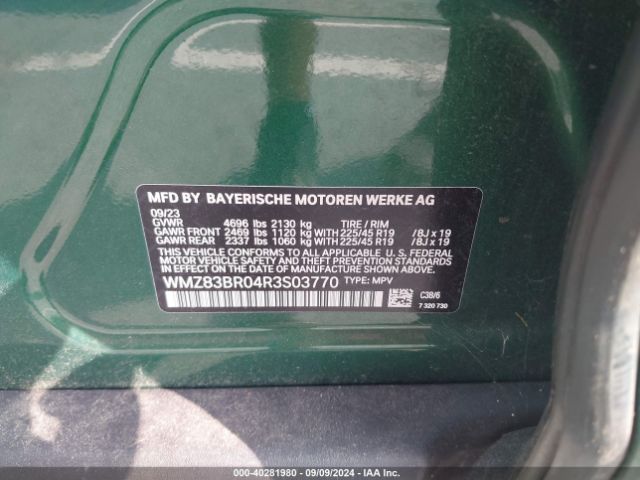 MFD BY BAYERISCHE MOTOREN WERKE AG
09/23
GVWR 4696 lbs 2130 kg TIRE / RIM
GAWR FRONT 2469 lbs 1120 kg WITH 225/45 R19 /8J x 19
GAWR REAR 2337 lbs 1060 kg WITH 225/45 R19 /8J x 19
THIS VEHICLE CONFORMS TO ALL APPLICABLE U.S. FEDERAL
MOTOR VEHICLE SAFETY AND THEFT PREVENTION STANDARDS
IN EFFECT ON THE DATE OF MANUFACTURE SHOWN ABOVE.
WMZ83BR04R3S03770 TYPE: MPV
C38/6
7 320 730
000-40281980 - 09/09/2024 - IAA Inc.